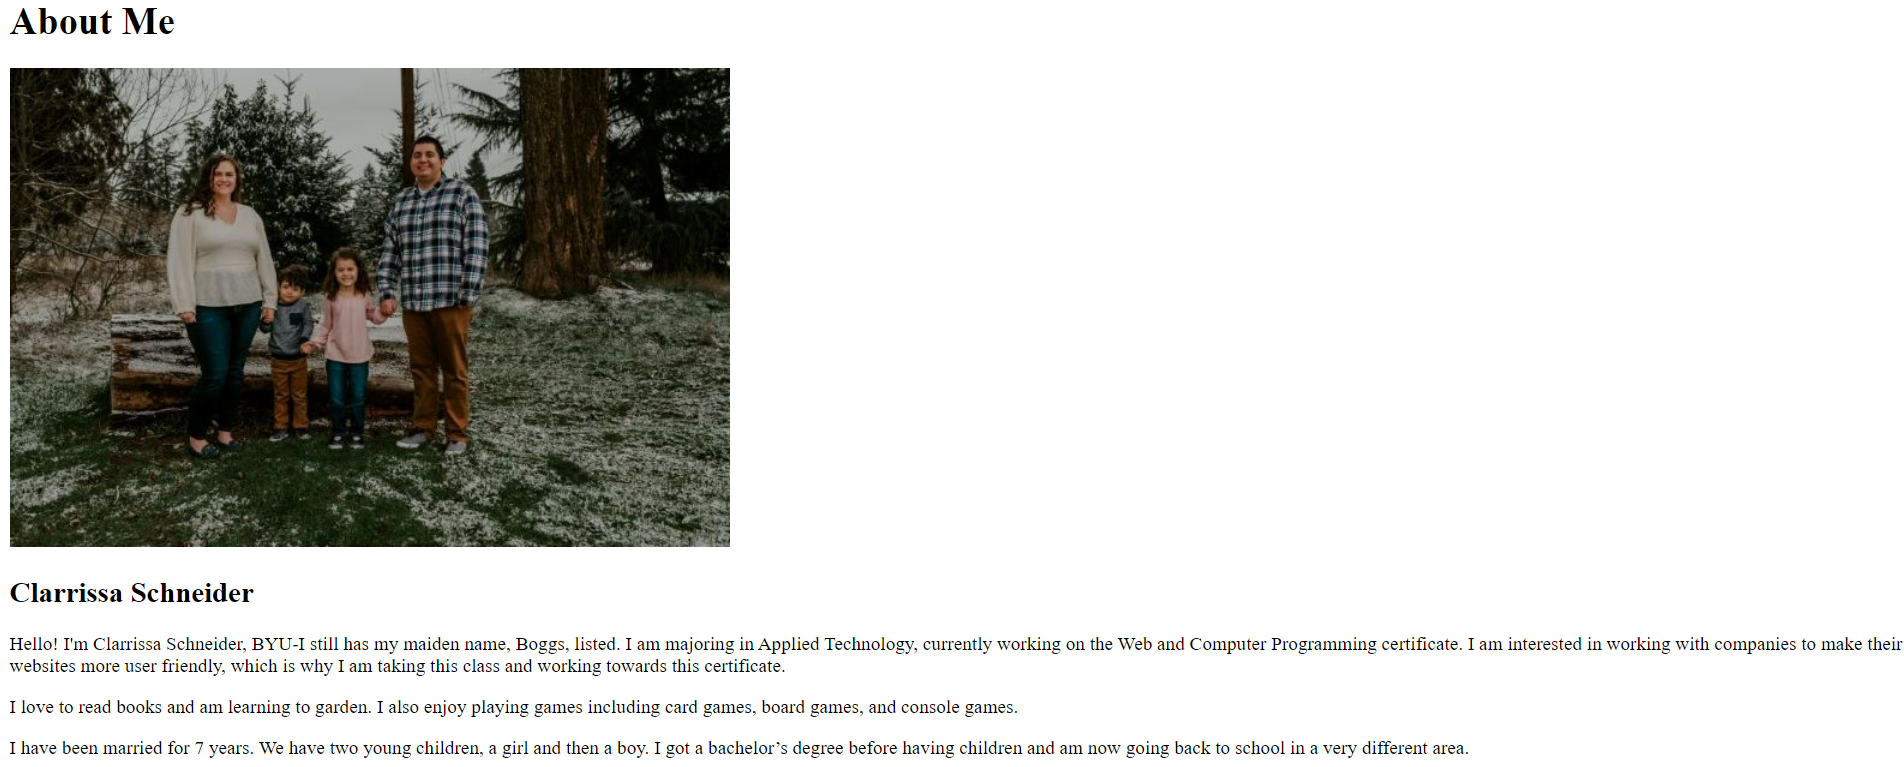 About Me
Clarrissa Schneider
Hello! I'm Clarrissa Schneider, BYU-I still has my maiden name, Boggs, listed. I am majoring in Applied Technology, currently working on the Web and Computer Programming certificate. I am interested in working with companies to make their
websites more user friendly, which is why I am taking this class and working towards this certificate.
I love to read books and am learning to garden. I also enjoy playing games including card games, board games, and console games.
I have been married for 7 years. We have two young children, a girl and then a boy. I got a bachelor’s degree before having children and am now going back to school in a very different area.